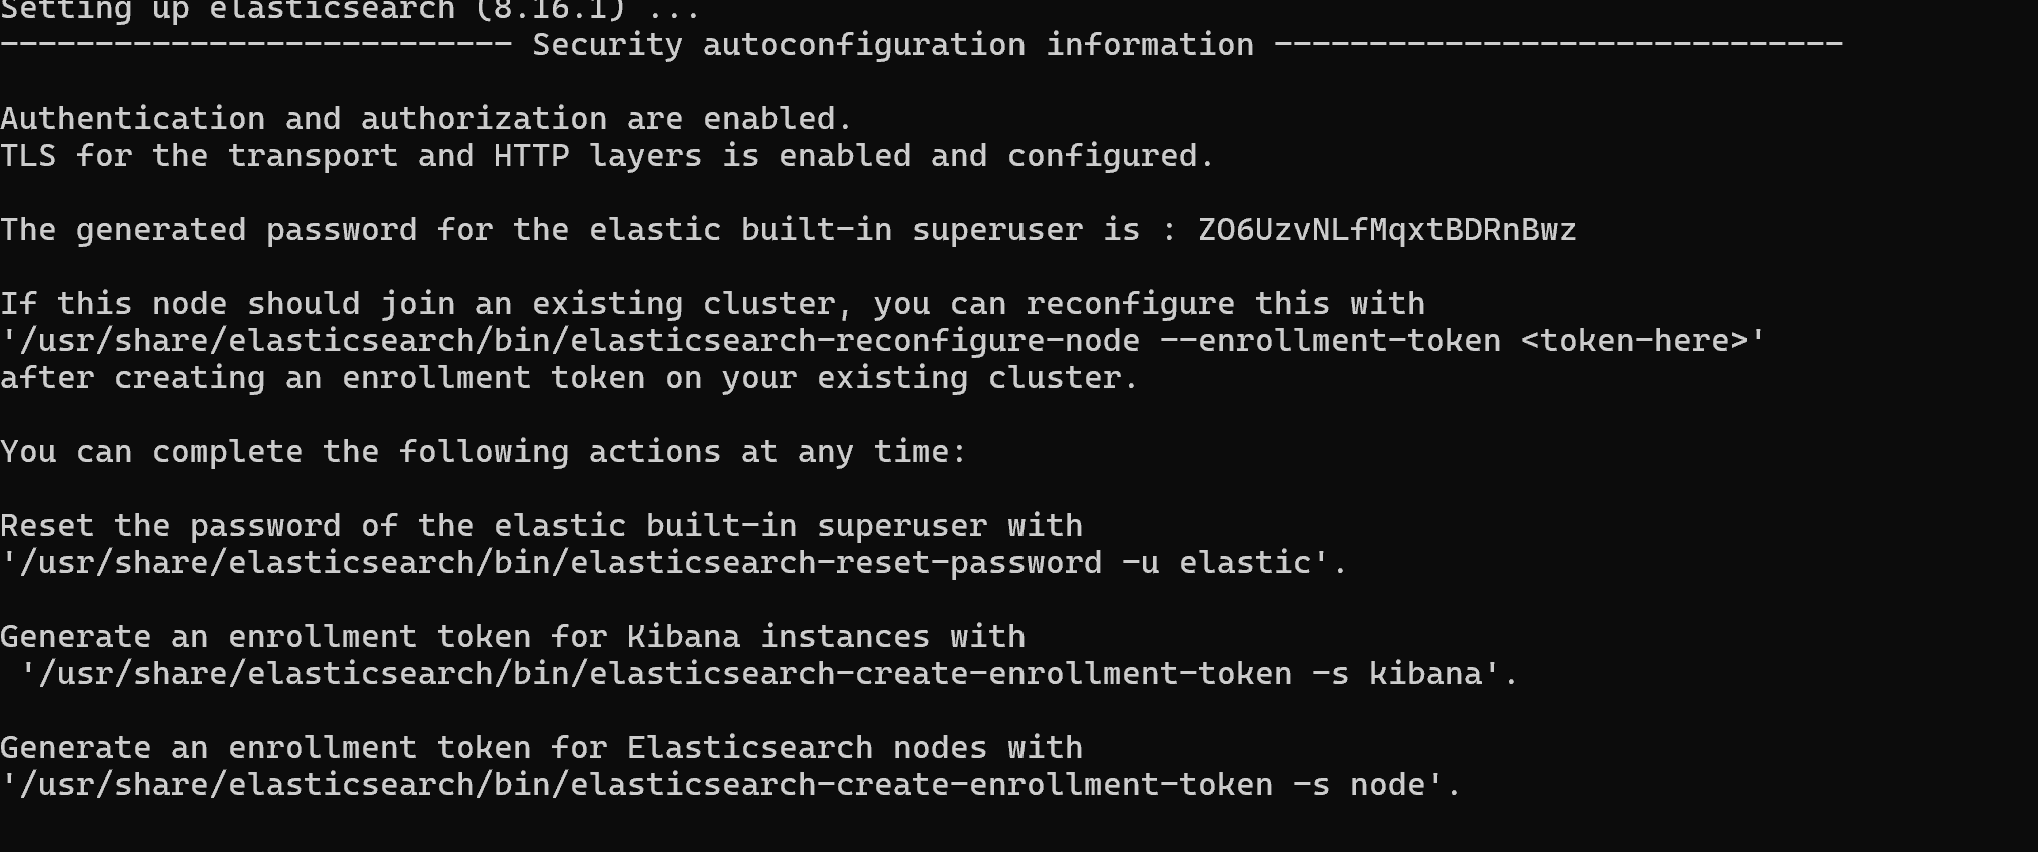 Setting up elasticsearch (8.16.1) ...
--------------------------- Security autoconfiguration information ------------------------------
Authentication and authorization are enabled.
TLS for the transport and HTTP layers is enabled and configured.
The generated password for the elastic built-in superuser is : ZO6UzvNLfMqxtBDRnBwz
If this node should join an existing cluster, you can reconfigure this with
'/usr/share/elasticsearch/bin/elasticsearch-reconfigure-node --enrollment-token <token-here>'
after creating an enrollment token on your existing cluster.
You can complete the following actions at any time:
Reset the password of the elastic built-in superuser with
'/usr/share/elasticsearch/bin/elasticsearch-reset-password -u elastic'.
Generate an enrollment token for Kibana instances with
 '/usr/share/elasticsearch/bin/elasticsearch-create-enrollment-token -s kibana'.
Generate an enrollment token for Elasticsearch nodes with
'/usr/share/elasticsearch/bin/elasticsearch-create-enrollment-token -s node'.